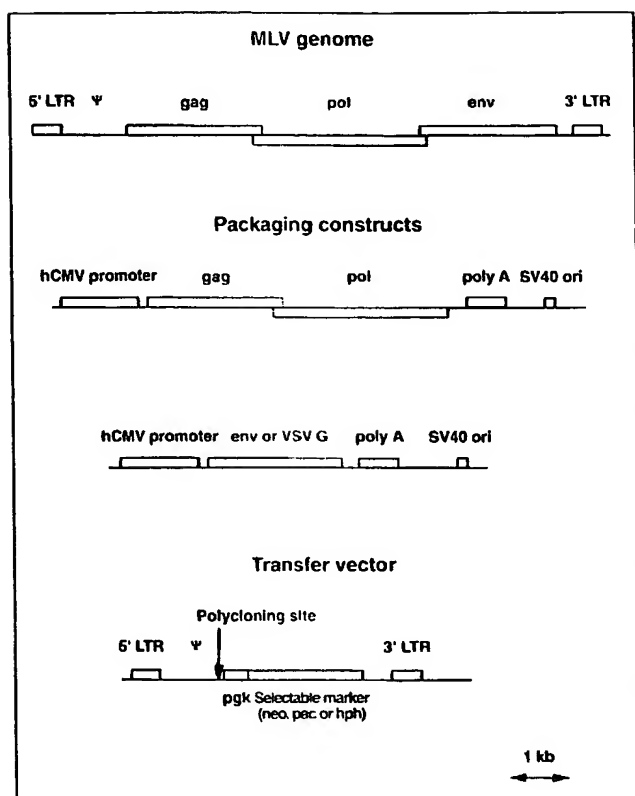 MLV genome
5' LTR Ψ gag pol env 3' LTR
Packaging constructs
hCMV promoter gag pol poly A SV40 ori
hCMV promoter env or VSV G poly A SV40 ori
Transfer vector
Polycloning site
5' LTR Ψ 3' LTR
pgk Selectable marker
(neo. pac or hph)
1 kb